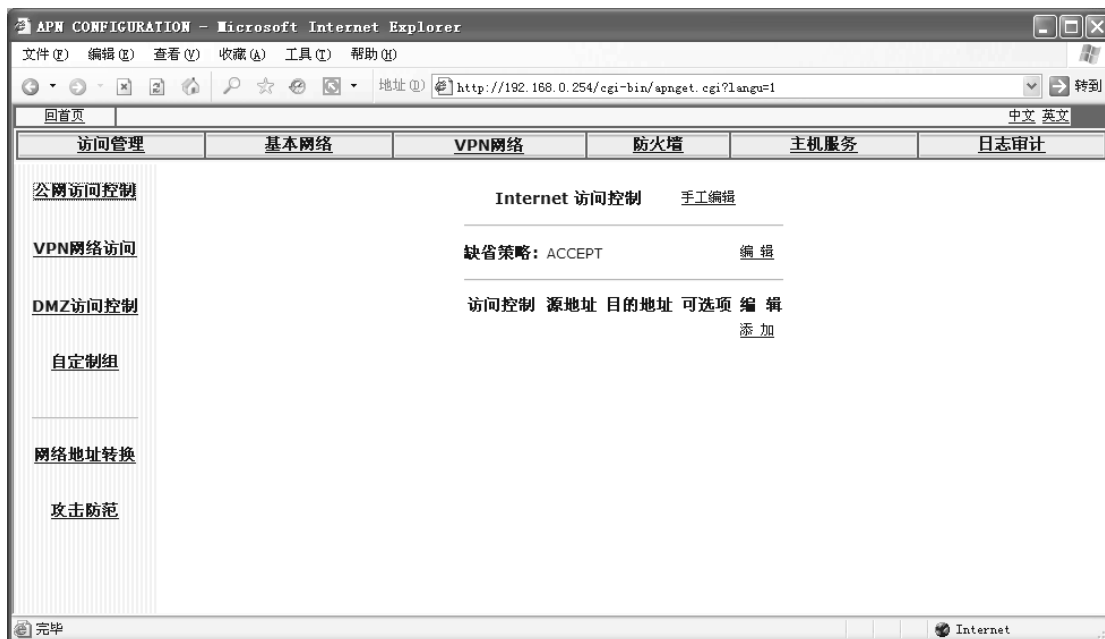 APN CONFIGURATION - Microsoft Internet Explorer
文件(F) 编辑(E) 查看(V) 收藏(A) 工具(T) 帮助(H)
地址(D) http://192.168.0.254/cgi-bin/apnget.cgi?langu=1 转到
回首页 中文 英文
访问管理 基本网络 VPN网络 防火墙 主机服务 日志审计
公网访问控制
Internet 访问控制 手工编辑
VPN网络访问
缺省策略: ACCEPT 编 辑
DMZ访问控制
访问控制 源地址 目的地址 可选项 编 辑
添 加
自定制组
网络地址转换
攻击防范
完毕 Internet